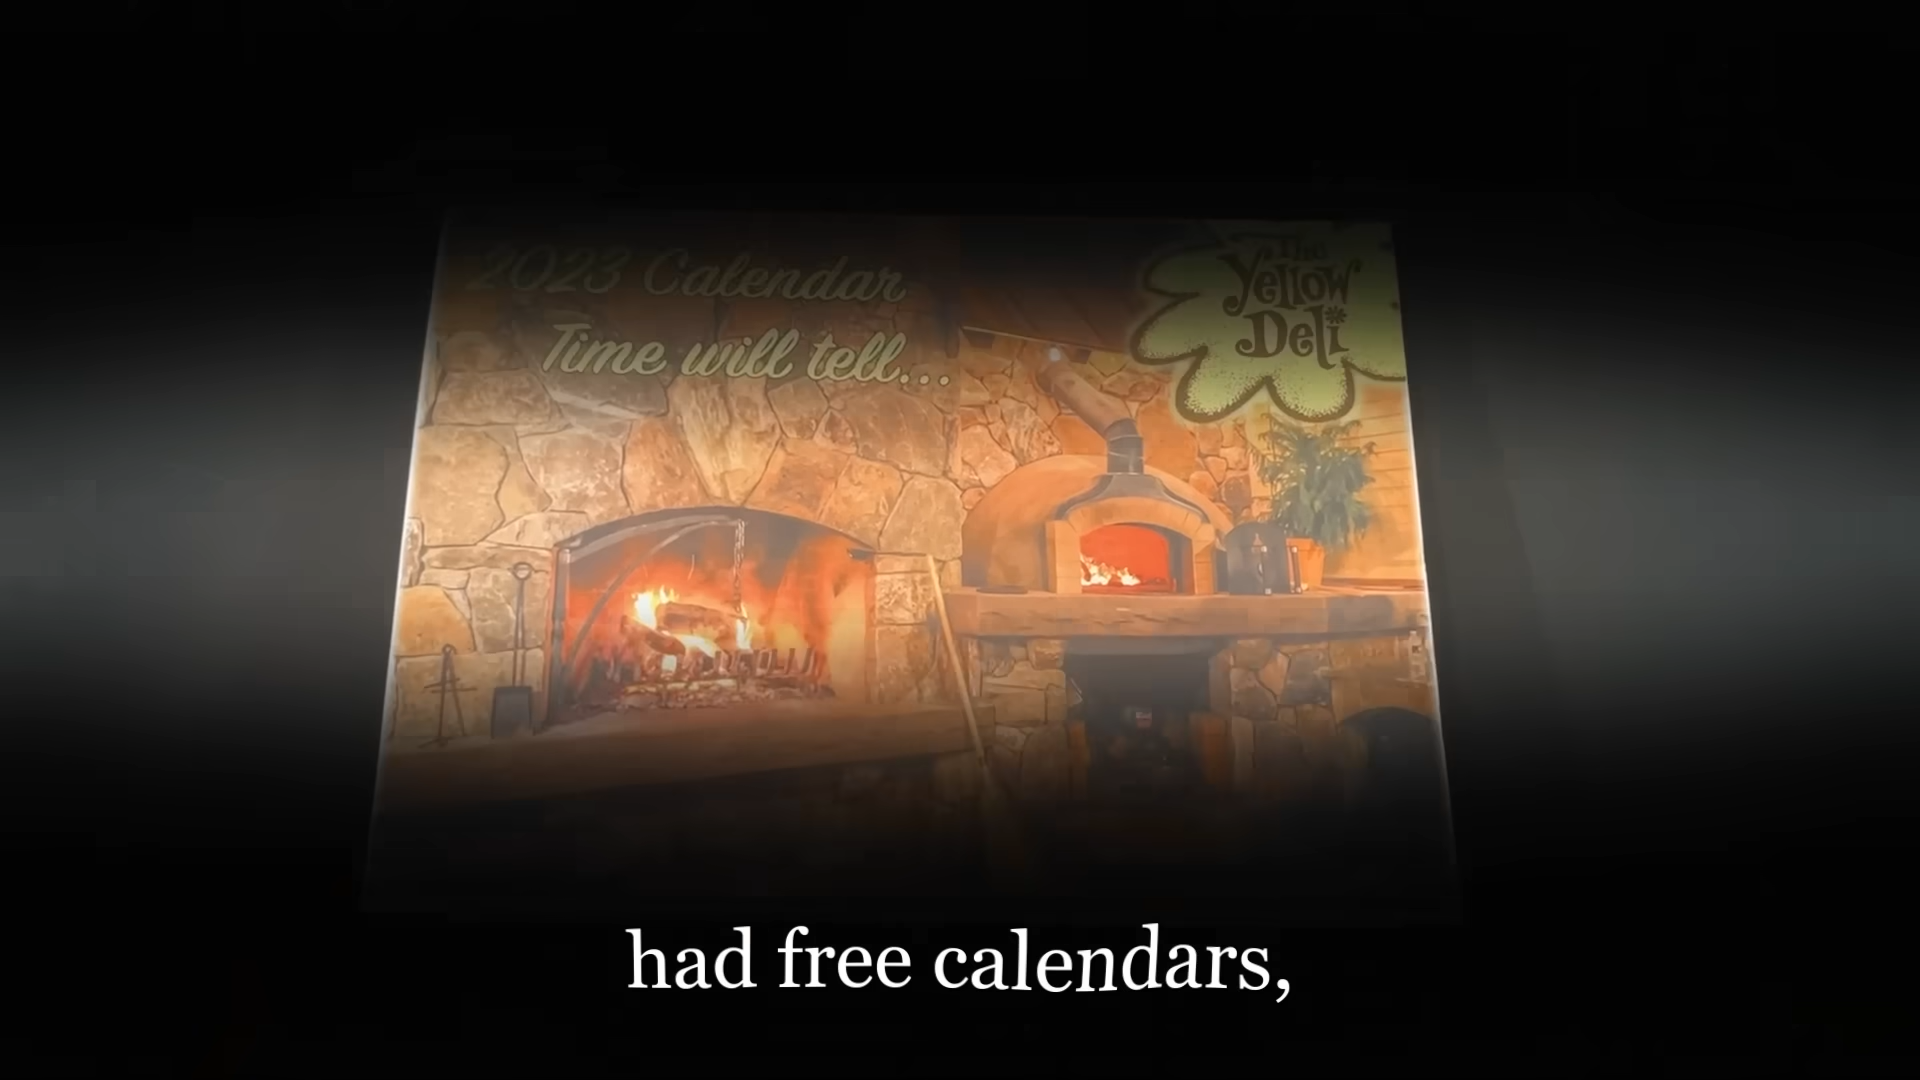 2023 Calendar
Time will tell...
The
Yellow
Deli
had free calendars,